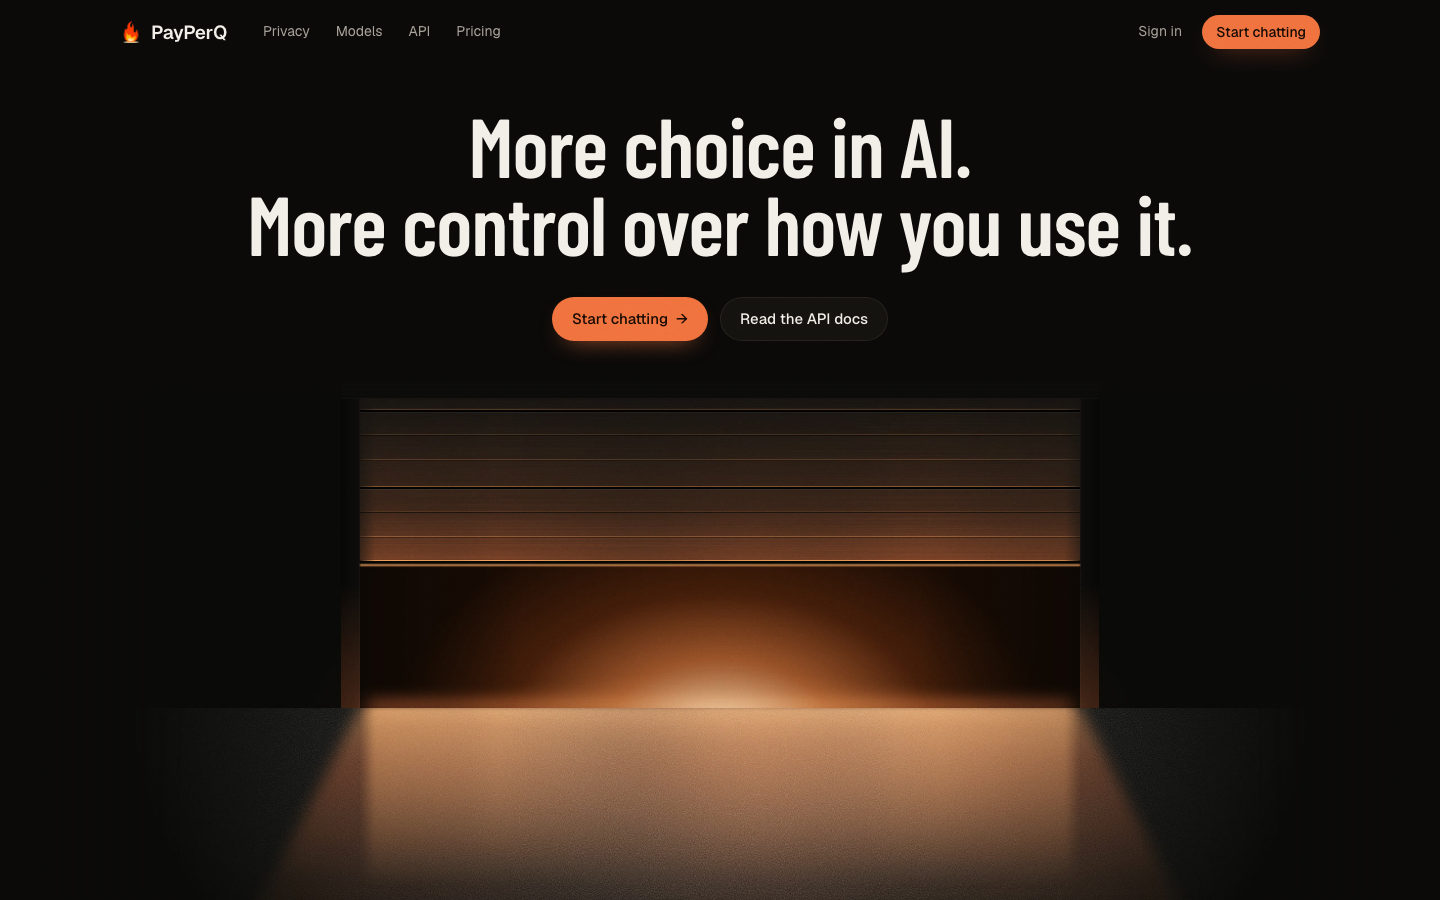 PayPerQ
Privacy
Models
API
Pricing
Sign in
Start chatting
More choice in AI.
More control over how you use it.
Start chatting →
Read the API docs